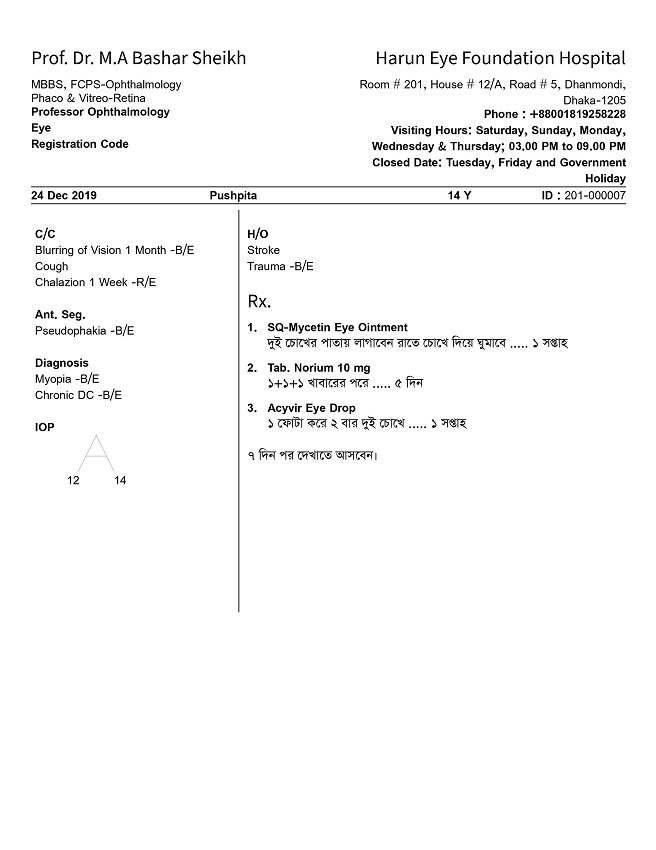 Prof. Dr. M.A Bashar Sheikh
MBBS, FCPS-Ophthalmology
Phaco & Vitreo-Retina
Professor Ophthalmology
Eye
Registration Code
Harun Eye Foundation Hospital
Room # 201, House # 12/A, Road # 5, Dhanmondi,
Dhaka-1205
Phone : +88001819258228
Visiting Hours: Saturday, Sunday, Monday,
Wednesday & Thursday; 03.00 PM to 09.00 PM
Closed Date: Tuesday, Friday and Government
Holiday
24 Dec 2019 Pushpita 14 Y ID : 201-000007
C/C
Blurring of Vision 1 Month -B/E
Cough
Chalazion 1 Week -R/E
Ant. Seg.
Pseudophakia -B/E
Diagnosis
Myopia -B/E
Chronic DC -B/E
IOP
12 14
H/O
Stroke
Trauma -B/E
Rx.
1. SQ-Mycetin Eye Ointment
দুই চোখের পাতায় লাগাবেন রাতে চোখে দিয়ে ঘুমাবে ..... ১ সপ্তাহ
2. Tab. Norium 10 mg
১+১+১ খাবারের পরে ..... ৫ দিন
3. Acyvir Eye Drop
১ ফোটা করে ২ বার দুই চোখে ..... ১ সপ্তাহ
৭ দিন পর দেখাতে আসবেন।